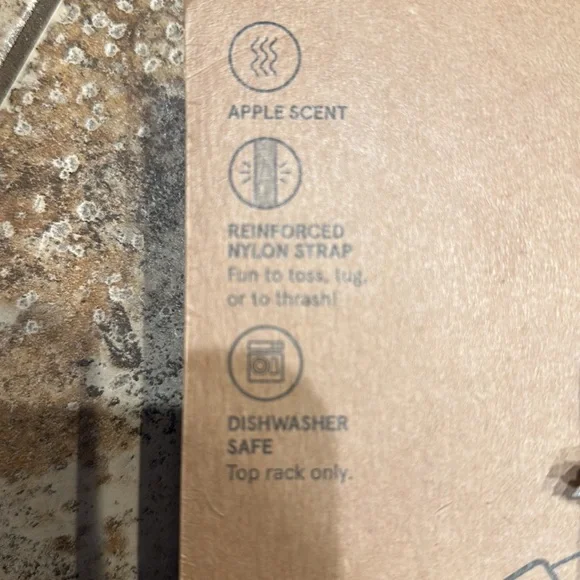 APPLE SCENT
REINFORCED
NYLON STRAP
Fun to toss, tug,
or to thrash!
DISHWASHER
SAFE
Top rack only.